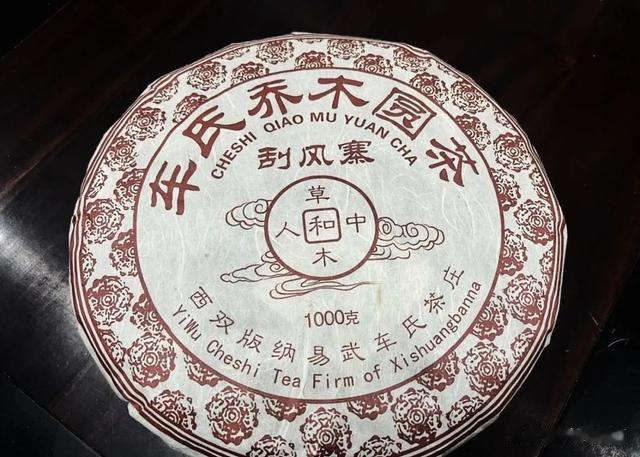 车氏乔木圆茶
CHESHI QIAO MU YUAN CHA
刮风寨
草
人和中
木
1000克
西双版纳易武车氏茶庄
YiWu Cheshi Tea Firm of Xishuangbanna